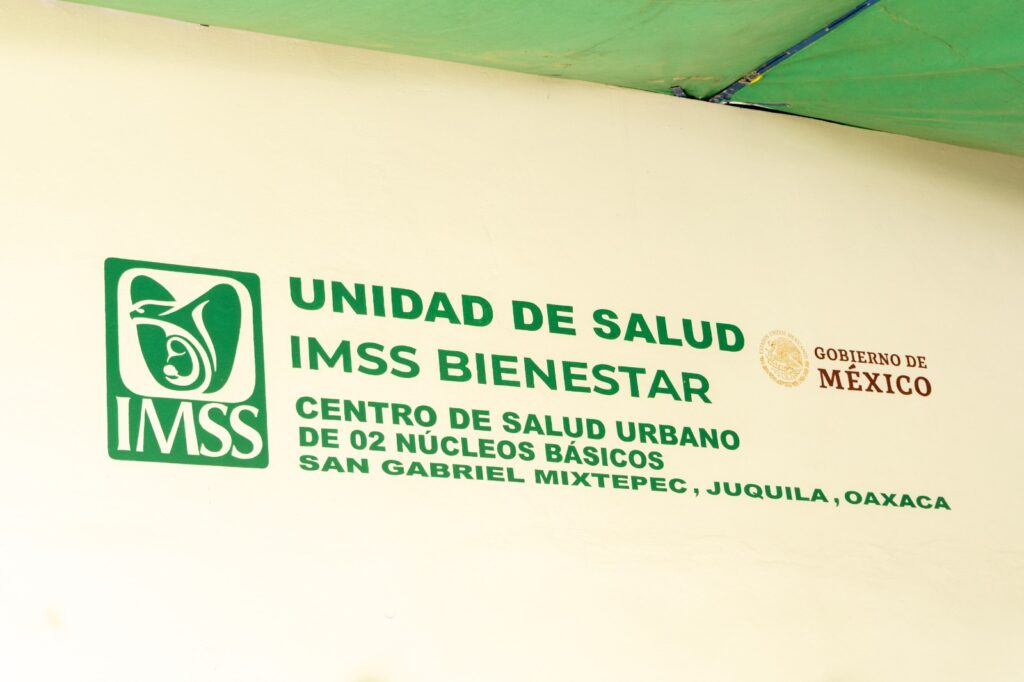 IMSS
UNIDAD DE SALUD
IMSS BIENESTAR
CENTRO DE SALUD URBANO
DE 02 NÚCLEOS BÁSICOS
SAN GABRIEL MIXTEPEC, JUQUILA, OAXACA
GOBIERNO DE
MÉXICO